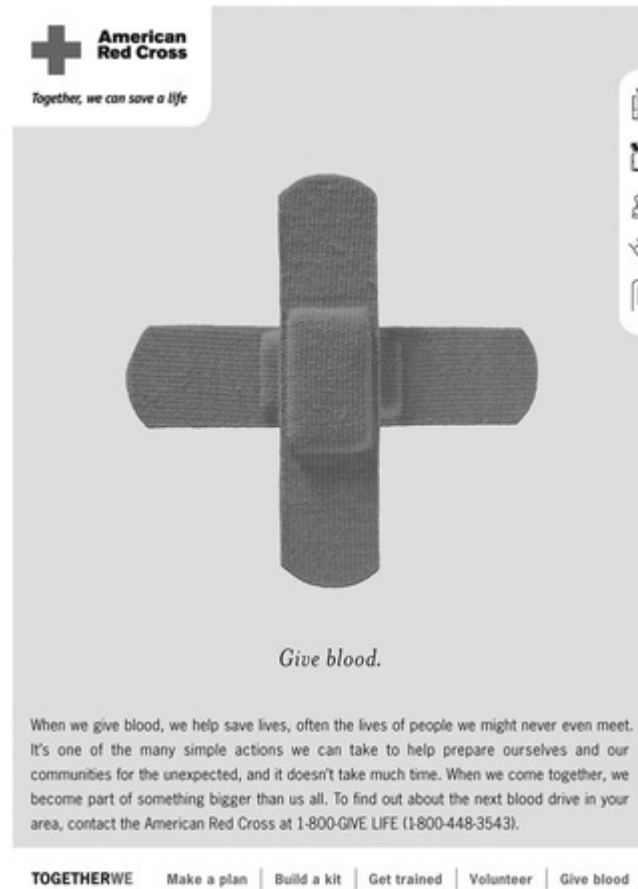 American
Red Cross
Together, we can save a life
Give blood.
When we give blood, we help save lives, often the lives of people we might never even meet.
It's one of the many simple actions we can take to help prepare ourselves and our
communities for the unexpected, and it doesn't take much time. When we come together, we
become part of something bigger than us all. To find out about the next blood drive in your
area, contact the American Red Cross at 1-800-GIVE LIFE (1-800-448-3543).
TOGETHERWE Make a plan Build a kit Get trained Volunteer Give blood